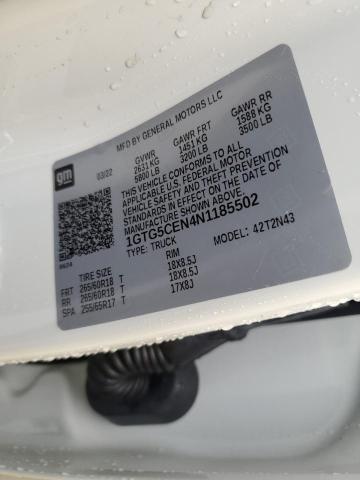 gm
MFD BY GENERAL MOTORS LLC
03/22
GVWR GAWR FRT GAWR RR
2631 KG 1451 KG 1588 KG
5800 LB 3200 LB 3500 LB
THIS VEHICLE CONFORMS TO ALL
APPLICABLE U.S. FEDERAL MOTOR
VEHICLE SAFETY AND THEFT PREVENTION
STANDARDS IN EFFECT ON THE DATE OF
MANUFACTURE SHOWN ABOVE
1GTG5CEN4N1185502
TYPE: TRUCK MODEL: 42T2N43
TIRE SIZE RIM
FRT 265/60R18 T 18X8.5J
RR 265/60R18 T 18X8.5J
SPA 255/65R17 T 17X8J